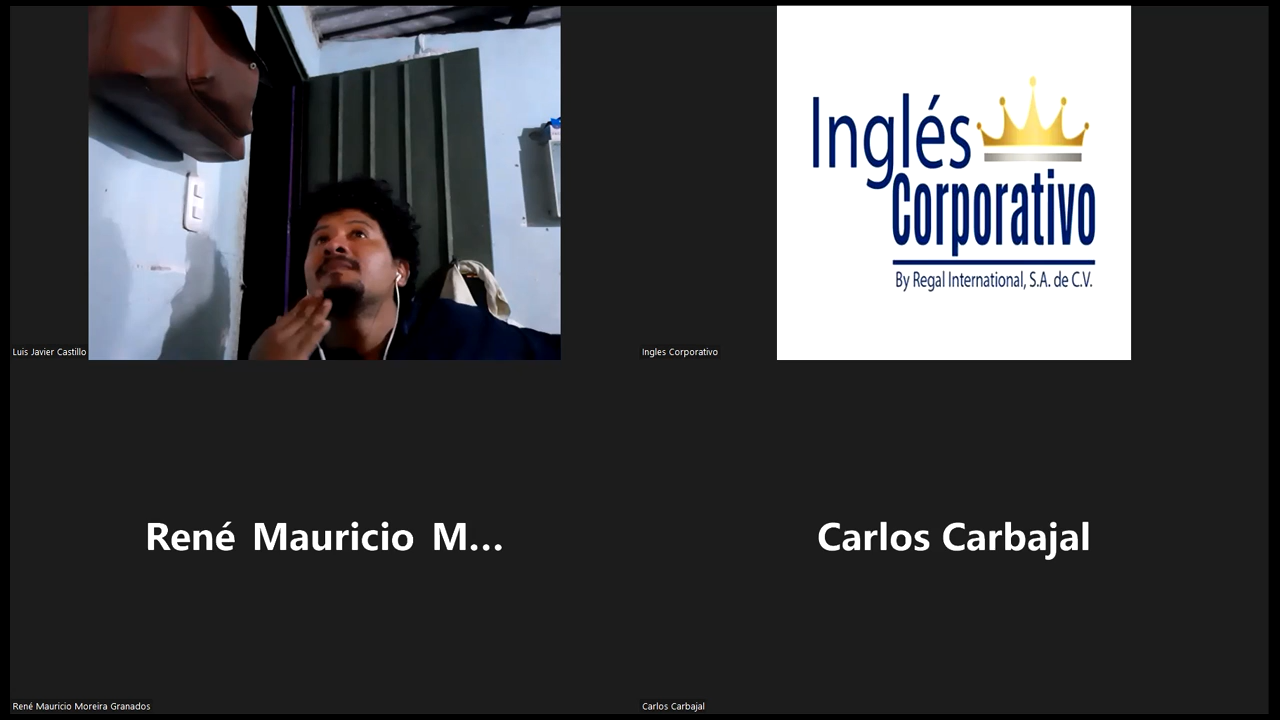 Inglés
Corporativo
By Regal International, S.A. de C.V.
Luis Javier Castillo
Ingles Corporativo
René Mauricio M...
Carlos Carbajal
René Mauricio Moreira Granados
Carlos Carbajal